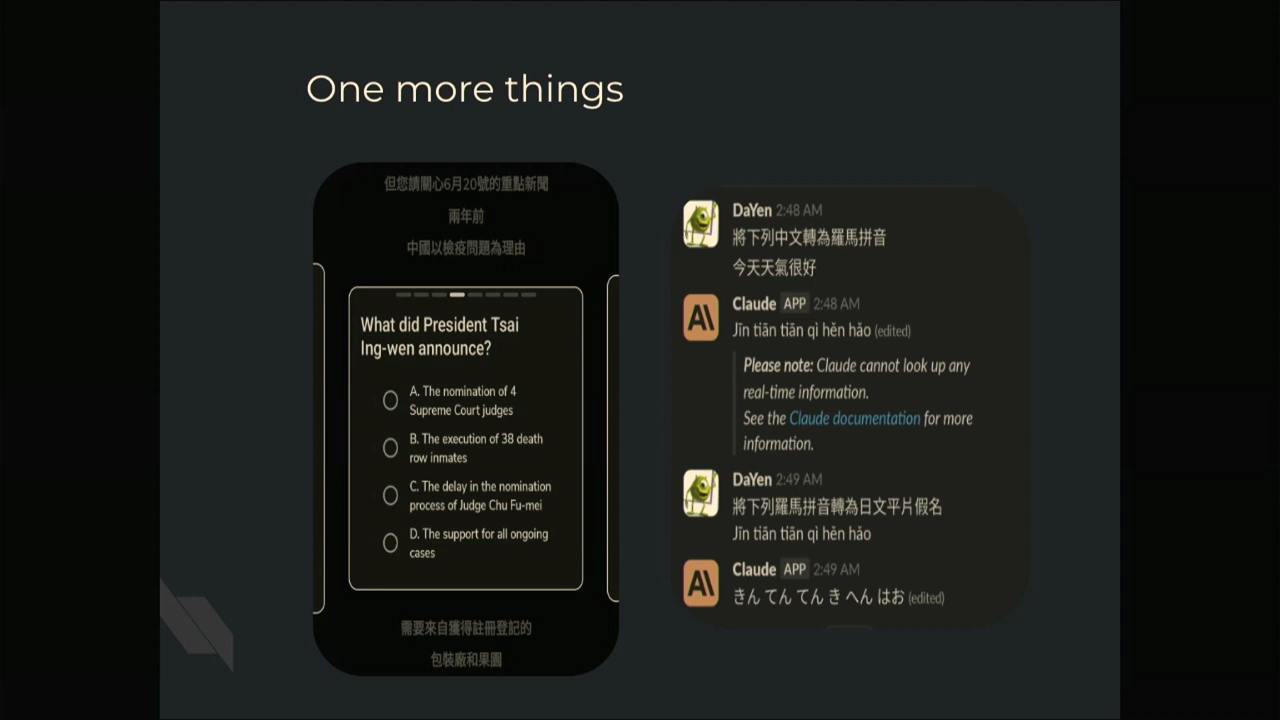 One more things
但您請關心6月20號的重點新聞
兩年前
中國以檢疫問題為理由
What did President Tsai
Ing-wen announce?
A. The nomination of 4
Supreme Court judges
B. The execution of 38 death
row inmates
C. The delay in the nomination
process of Judge Chu Fu-mei
D. The support for all ongoing
cases
需要來自獲得註冊登記的
包裝廠和果園
DaYen 2:48 AM
將下列中文轉為羅馬拼音
今天天氣很好
Claude APP 2:48 AM
Jīn tiān tiān qì hěn hǎo (edited)
Please note: Claude cannot look up any
real-time information.
See the Claude documentation for more
information.
DaYen 2:49 AM
將下列羅馬拼音轉為日文平片假名
Jīn tiān tiān qì hěn hǎo
Claude APP 2:49 AM
きん てん てん き へん はお (edited)